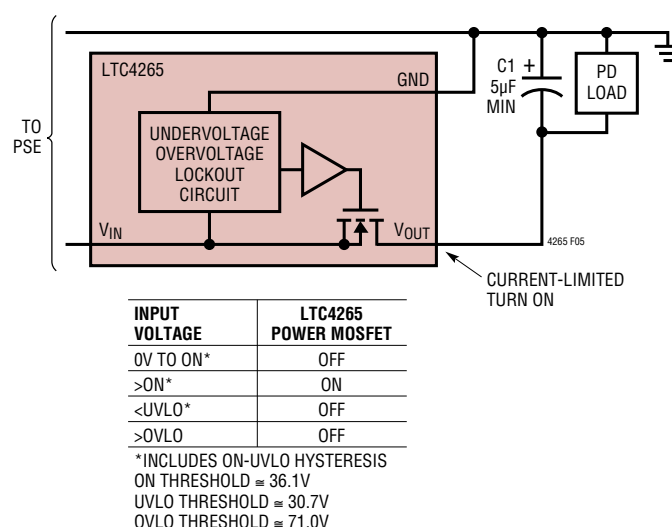 LTC4265
GND
C1 +
5µF
MIN
PD
LOAD
TO
PSE
UNDERVOLTAGE
OVERVOLTAGE
LOCKOUT
CIRCUIT
VIN
VOUT
4265 F05
CURRENT-LIMITED
TURN ON
INPUT VOLTAGE LTC4265 POWER MOSFET
0V TO ON* OFF
>ON* ON
<UVLO* OFF
>OVLO OFF
*INCLUDES ON-UVLO HYSTERESIS
ON THRESHOLD ≅ 36.1V
UVLO THRESHOLD ≅ 30.7V
OVLO THRESHOLD ≅ 71.0V